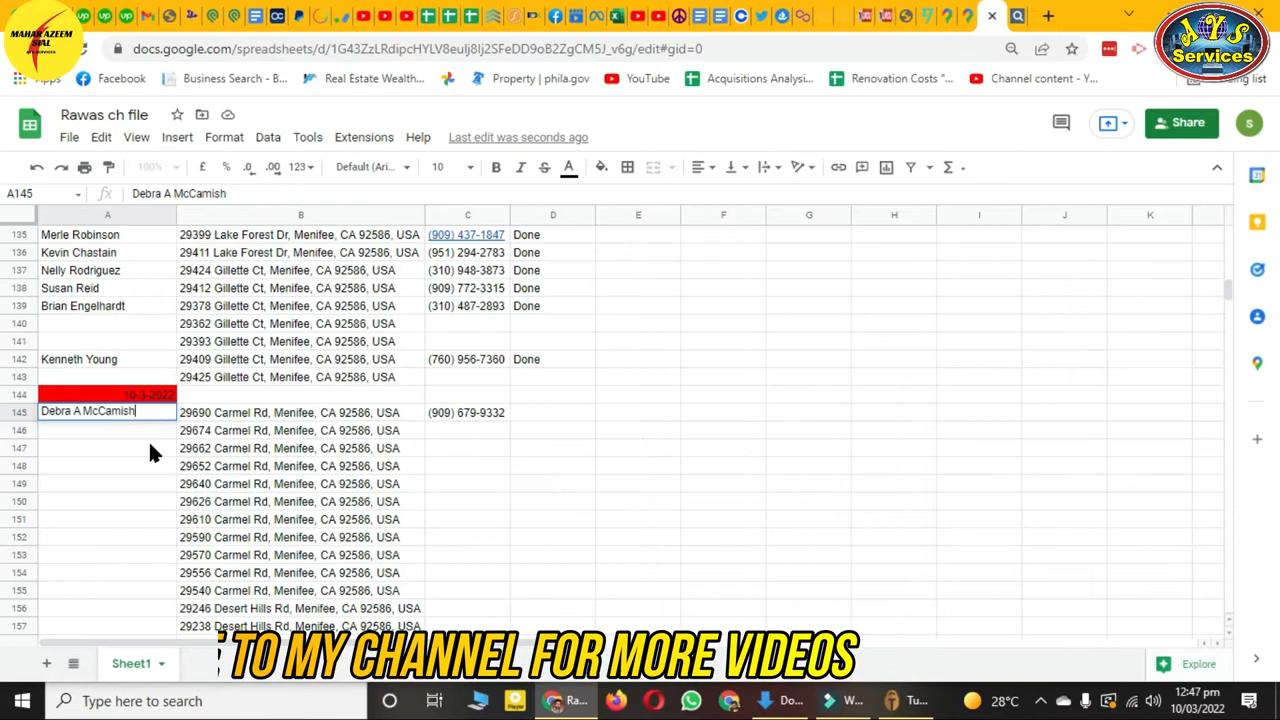 MAHAR AZEEM
SIAL
AYS SERVICES
A Y S
Services
docs.google.com/spreadsheets/d/1G43ZzLRdipcHYLV8eulj8Ij2SFeDD9oB2ZgCM5J_v6g/edit#gid=0
Apps Facebook Business Search - B... Real Estate Wealth... Property | phila.gov YouTube Acquisitions Analysi... Renovation Costs "... Channel content - Y...
Rawas ch file
File Edit View Insert Format Data Tools Extensions Help Last edit was seconds ago
Share S
100% £ % .0 .00 123 Default (Ari... 10 B I S A
A145 fx Debra A McCamish
A B C D E F G H I J K
135 Merle Robinson 29399 Lake Forest Dr, Menifee, CA 92586, USA (909) 437-1847 Done
136 Kevin Chastain 29411 Lake Forest Dr, Menifee, CA 92586, USA (951) 294-2783 Done
137 Nelly Rodriguez 29424 Gillette Ct, Menifee, CA 92586, USA (310) 948-3873 Done
138 Susan Reid 29412 Gillette Ct, Menifee, CA 92586, USA (909) 772-3315 Done
139 Brian Engelhardt 29378 Gillette Ct, Menifee, CA 92586, USA (310) 487-2893 Done
140 29362 Gillette Ct, Menifee, CA 92586, USA
141 29393 Gillette Ct, Menifee, CA 92586, USA
142 Kenneth Young 29409 Gillette Ct, Menifee, CA 92586, USA (760) 956-7360 Done
143 29425 Gillette Ct, Menifee, CA 92586, USA
144 10-3-2022
145 Debra A McCamish 29690 Carmel Rd, Menifee, CA 92586, USA (909) 679-9332
146 29674 Carmel Rd, Menifee, CA 92586, USA
147 29662 Carmel Rd, Menifee, CA 92586, USA
148 29652 Carmel Rd, Menifee, CA 92586, USA
149 29640 Carmel Rd, Menifee, CA 92586, USA
150 29626 Carmel Rd, Menifee, CA 92586, USA
151 29610 Carmel Rd, Menifee, CA 92586, USA
152 29590 Carmel Rd, Menifee, CA 92586, USA
153 29570 Carmel Rd, Menifee, CA 92586, USA
154 29556 Carmel Rd, Menifee, CA 92586, USA
155 29540 Carmel Rd, Menifee, CA 92586, USA
156 29246 Desert Hills Rd, Menifee, CA 92586, USA
157 29238 Desert Hills Rd, Menifee, CA 92586, USA
TO MY CHANNEL FOR MORE VIDEOS
Sheet1 Explore
Type here to search Ra... Do... W... Tu... 28°C 12:47 pm
10/03/2022